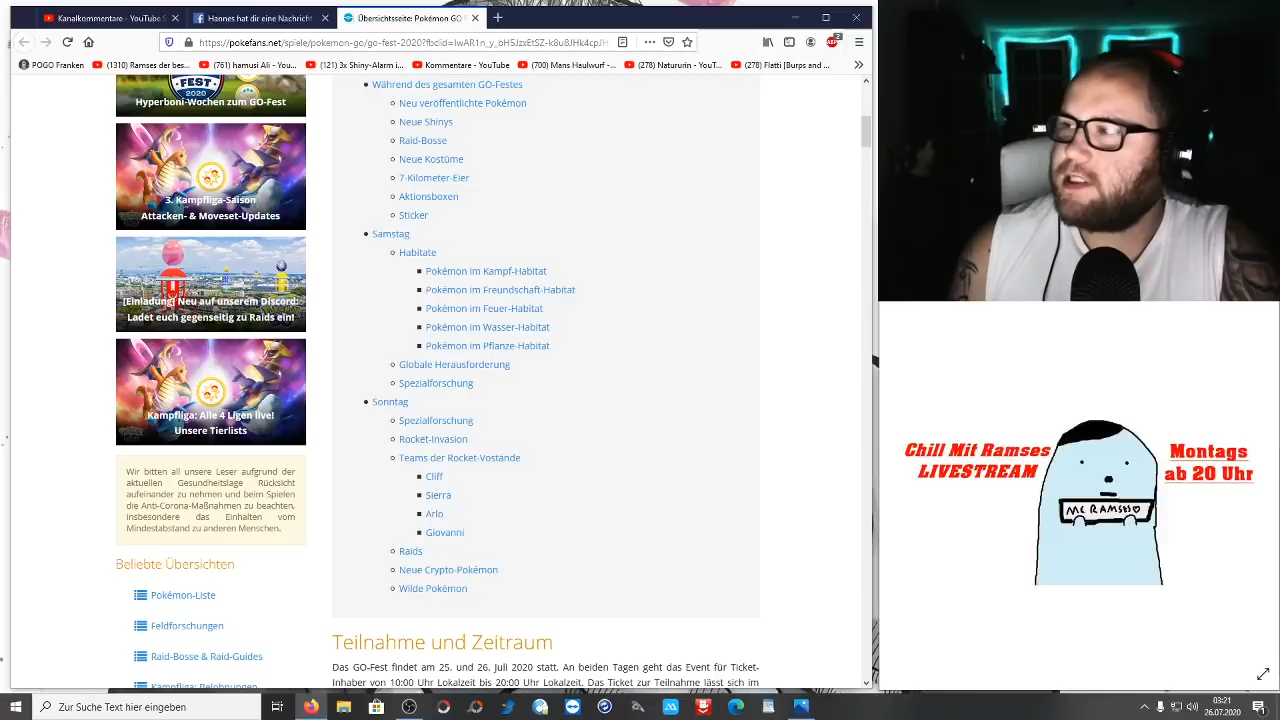 Kanalkommentare - YouTube S
Hannes hat dir eine Nachricht
Übersichtsseite: Pokémon GO
https://pokefans.net/spiele/pokemon-go/go-fest-2020?fbclid=IwAR1n_y_bH5JzxEtSZ-k8u8JHk4cpJH
POGO Franken
(1310) Ramses der bes...
(761) hamusi Ali - You...
(121) 3x Shiny-Alarm i...
Kommentare - YouTube
(700) Mans Haulwurf - ...
(278) Natururin - YouT...
(278) Flatti [Burps and ...
FEST
2020
Hyperboni-Wochen zum GO-Fest
3. Kampfliga-Saison
Attacken- & Moveset-Updates
[Einladung] Neu auf unserem Discord:
Ladet euch gegenseitig zu Raids ein!
Kampfliga: Alle 4 Ligen live!
Unsere Tierlists
Wir bitten all unsere Leser aufgrund der
aktuellen Gesundheitslage Rücksicht
aufeinander zu nehmen und beim Spielen
die Anti-Corona-Maßnahmen zu beachten,
insbesondere das Einhalten vom
Mindestabstand zu anderen Menschen.
Beliebte Übersichten
Pokémon-Liste
Feldforschungen
Raid-Bosse & Raid-Guides
Kampfliga: Belohnungen
Während des gesamten GO-Festes
Neu veröffentlichte Pokémon
Neue Shinys
Raid-Bosse
Neue Kostüme
7-Kilometer-Eier
Aktionsboxen
Sticker
Samstag
Habitate
Pokémon im Kampf-Habitat
Pokémon im Freundschaft-Habitat
Pokémon im Feuer-Habitat
Pokémon im Wasser-Habitat
Pokémon im Pflanze-Habitat
Globale Herausforderung
Spezialforschung
Sonntag
Spezialforschung
Rocket-Invasion
Teams der Rocket-Vostände
Cliff
Sierra
Arlo
Giovanni
Raids
Neue Crypto-Pokémon
Wilde Pokémon
Teilnahme und Zeitraum
Das GO-Fest findet am 25. und 26. Juli 2020 statt. An beiden Tagen geht das Event für Ticket-
Inhaber von 10:00 Uhr Lokalzeit bis 20:00 Uhr Lokalzeit. Das Ticket zur Teilnahme lässt sich im
Chill Mit Ramses
LIVESTREAM
MC RAMSES
Montags
ab 20 Uhr
Zur Suche Text hier eingeben
03:21
26.07.2020